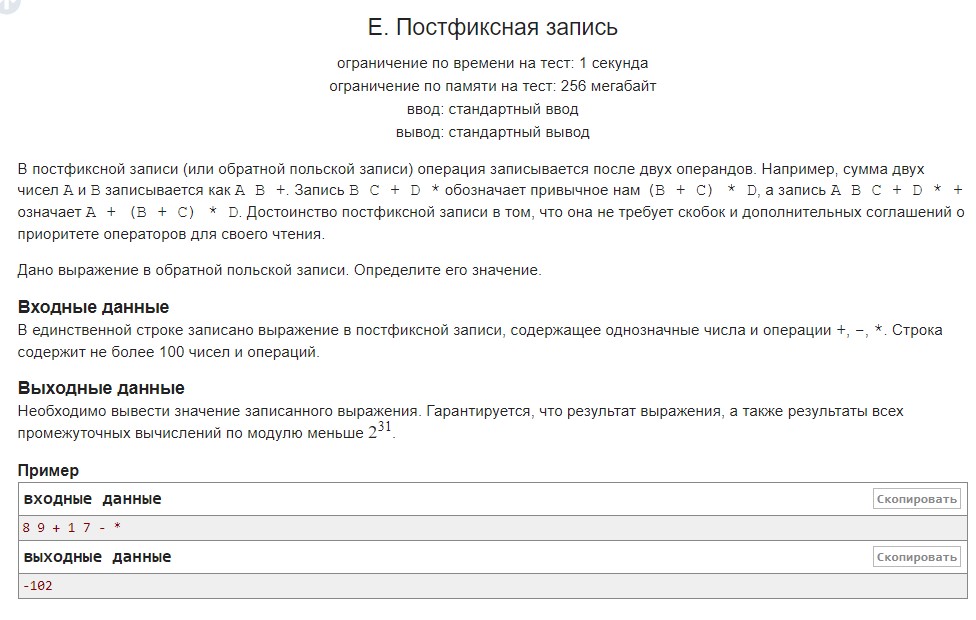 E. Постфиксная запись
ограничение по времени на тест: 1 секунда
ограничение по памяти на тест: 256 мегабайт
ввод: стандартный ввод
вывод: стандартный вывод
В постфиксной записи (или обратной польской записи) операция записывается после двух операндов. Например, сумма двух
чисел A и B записывается как A B +. Запись B C + D * обозначает привычное нам (B + C) * D, а запись A B C + D * +
означает A + (B + C) * D. Достоинство постфиксной записи в том, что она не требует скобок и дополнительных соглашений о
приоритете операторов для своего чтения.
Дано выражение в обратной польской записи. Определите его значение.
Входные данные
В единственной строке записано выражение в постфиксной записи, содержащее однозначные числа и операции +, −, *. Строка
содержит не более 100 чисел и операций.
Выходные данные
Необходимо вывести значение записанного выражения. Гарантируется, что результат выражения, а также результаты всех
промежуточных вычислений по модулю меньше 2³¹.
Пример
входные данные
Скопировать
8 9 + 1 7 - *
выходные данные
Скопировать
-102